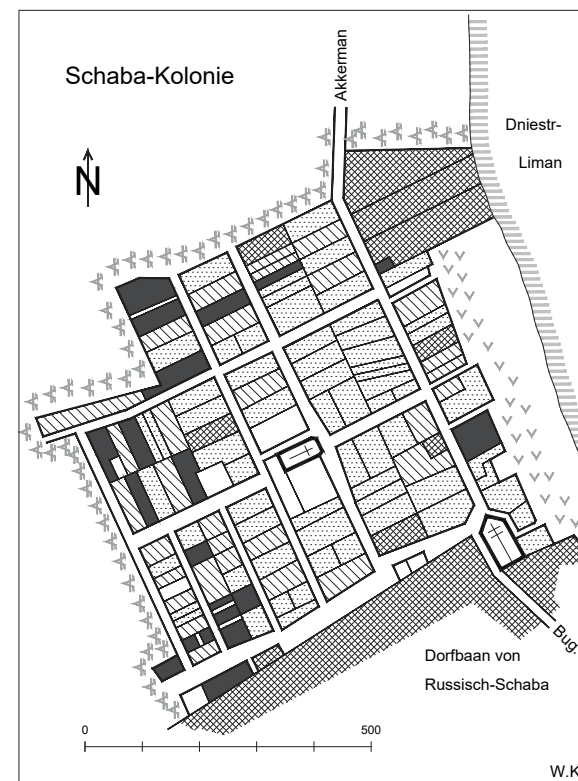 Schaba-Kolonie
Akkerman
Dniestr-
Liman
N
Bug
Dorfbaan von
Russisch-Schaba
0
500
W.K